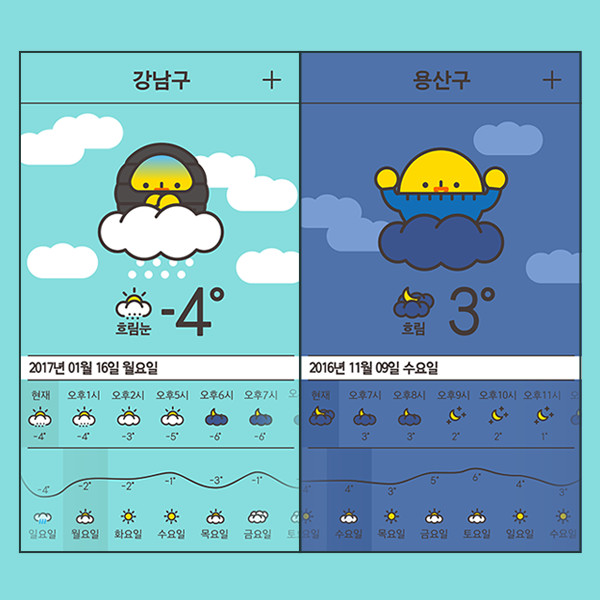 강남구 +
흐림눈 -4°
2017년 01월 16일 월요일
현재 오후1시 오후2시 오후5시 오후6시 오후7시
-4° -4° -3° -5° -6° -6°
-4° -2° -2° -1° -3° -1°
일요일 월요일 화요일 수요일 목요일 금요일
용산구 +
흐림 3°
2016년 11월 09일 수요일
현재 오후7시 오후8시 오후9시 오후10시 오후11시
3° 3° 2° 2° 1°
4° 3° 5° 6° 4° 3°
수요일 목요일 금요일 토요일 일요일 수요일